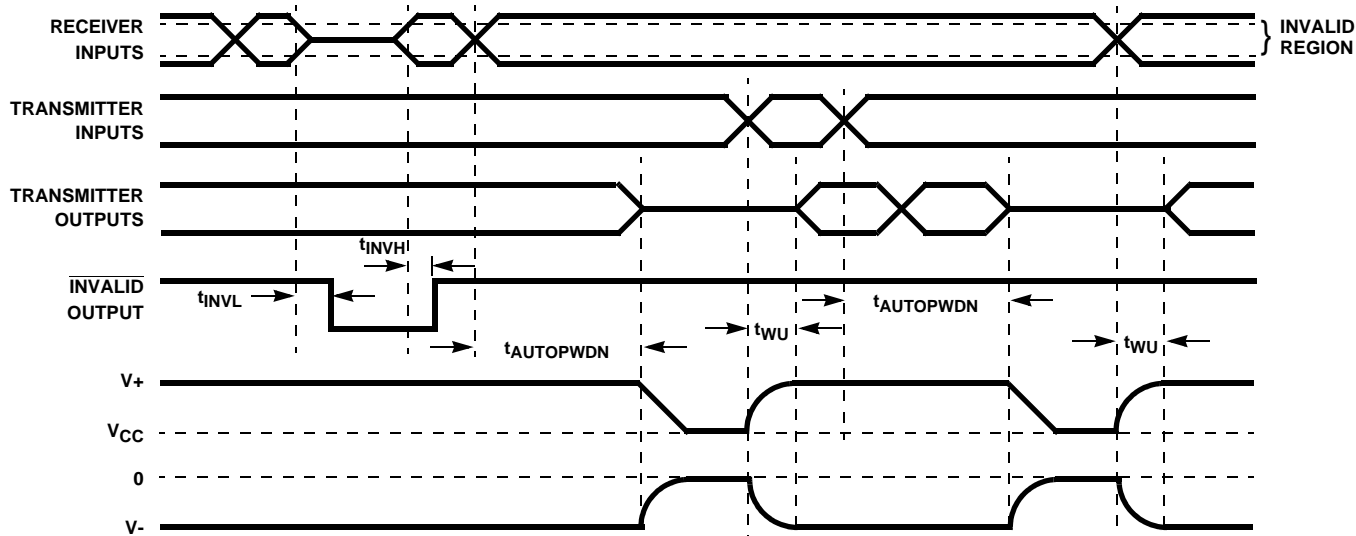 RECEIVER
INPUTS
INVALID
REGION
TRANSMITTER
INPUTS
TRANSMITTER
OUTPUTS
tINVH
INVALID
OUTPUT
tINVL
tAUTOPWDN
tWU
tAUTOPWDN
tWU
V+
VCC
0
V-